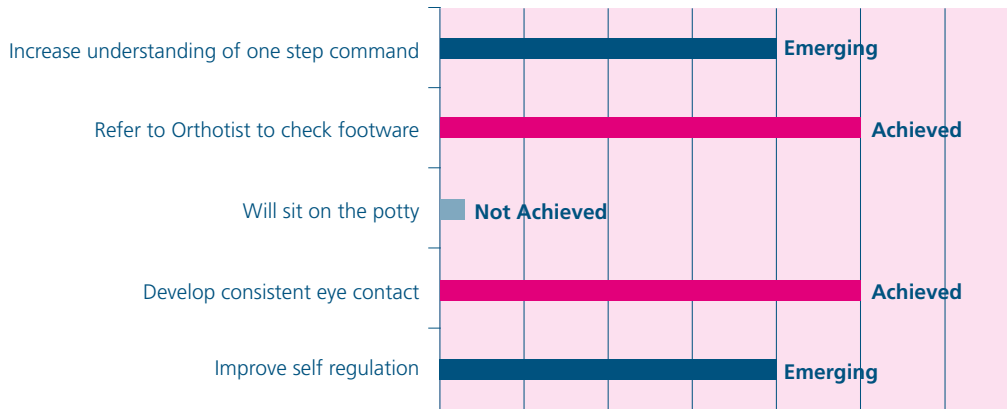 Increase understanding of one step command
Emerging
Refer to Orthotist to check footware
Achieved
Will sit on the potty
Not Achieved
Develop consistent eye contact
Achieved
Improve self regulation
Emerging